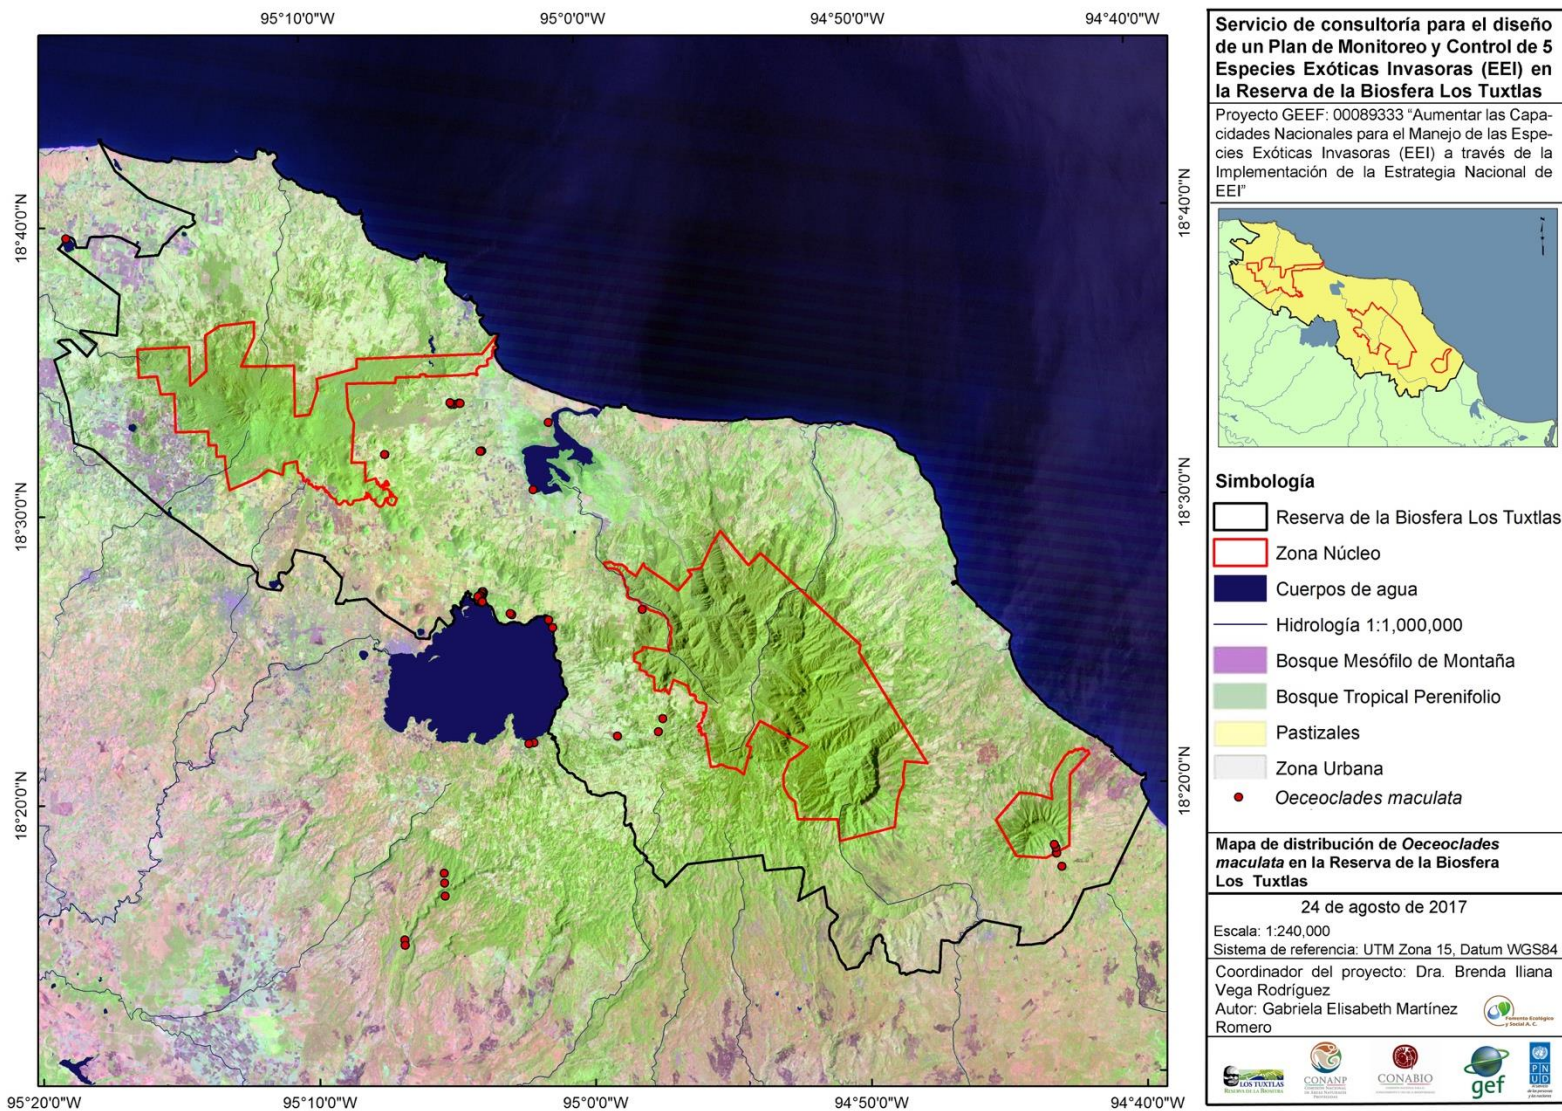 95°10'0"W
95°0'0"W
94°50'0"W
94°40'0"W
18°40'0"N
18°30'0"N
18°20'0"N
18°40'0"N
18°30'0"N
18°20'0"N
95°20'0"W
95°10'0"W
95°0'0"W
94°50'0"W
94°40'0"W
Servicio de consultoría para el diseño
de un Plan de Monitoreo y Control de 5
Especies Exóticas Invasoras (EEI) en
la Reserva de la Biosfera Los Tuxtlas
Proyecto GEEF: 00089333 "Aumentar las Capa-
cidades Nacionales para el Manejo de las Espe-
cies Exóticas Invasoras (EEI) a través de la
Implementación de la Estrategia Nacional de
EEI"
Simbología
Reserva de la Biosfera Los Tuxtlas
Zona Núcleo
Cuerpos de agua
Hidrología 1:1,000,000
Bosque Mesófilo de Montaña
Bosque Tropical Perenifolio
Pastizales
Zona Urbana
Oeceoclades maculata
Mapa de distribución de Oeceoclades
maculata en la Reserva de la Biosfera
Los Tuxtlas
24 de agosto de 2017
Escala: 1:240,000
Sistema de referencia: UTM Zona 15, Datum WGS84
Coordinador del proyecto: Dra. Brenda Iliana
Vega Rodríguez
Autor: Gabriela Elisabeth Martínez
Romero
Fomento Ecológico
y Social A. C.
LOS TUXTLAS
RESERVA DE LA BIOSFERA
CONANP
CONABIO
gef
PNUD